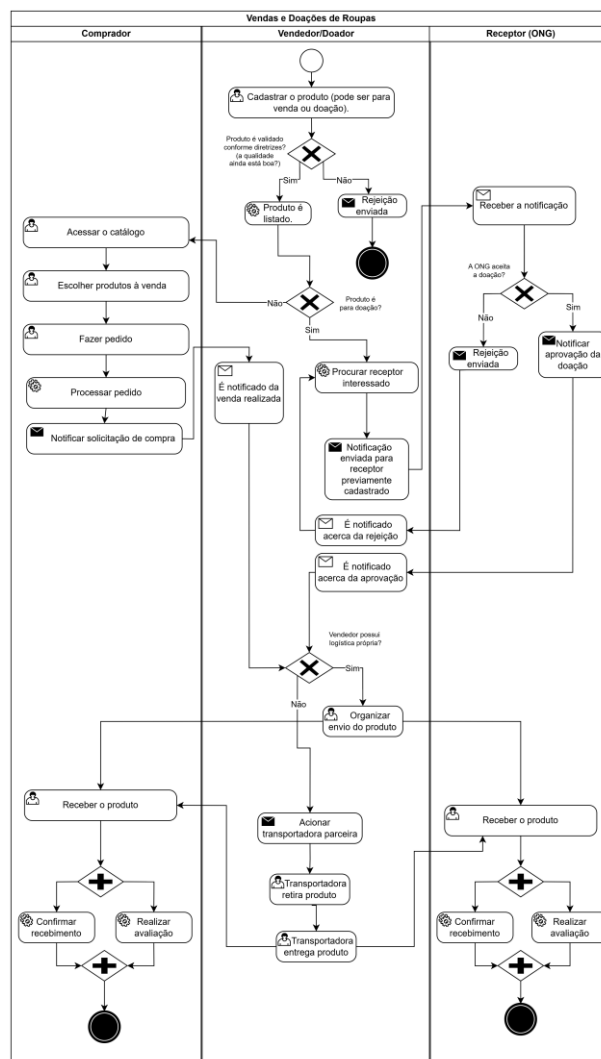 Vendas e Doações de Roupas
Comprador
Vendedor/Doador
Receptor (ONG)
Cadastrar o produto (pode ser para
venda ou doação).
Produto é validado
conforme diretrizes?
(a qualidade
ainda está boa?)
Sim
Não
Produto é
listado.
Rejeição
enviada
Receber a notificação
Acessar o catálogo
A ONG aceita
a doação?
Escolher produtos à venda
Não
Produto é
para doação?
Não
Sim
Sim
Fazer pedido
Rejeição
enviada
Notificar
aprovação da
doação
É notificado da
venda realizada
Procurar receptor
interessado
Processar pedido
Notificar solicitação de compra
Notificação
enviada para
receptor
previamente
cadastrado
É notificado
acerca da rejeição
É notificado
acerca da aprovação
Vendedor possui
logística própria?
Sim
Não
Organizar
envio do produto
Receber o produto
Acionar
transportadora parceira
Receber o produto
Transportadora
retira produto
Confirmar
recebimento
Realizar
avaliação
Transportadora
entrega produto
Confirmar
recebimento
Realizar
avaliação